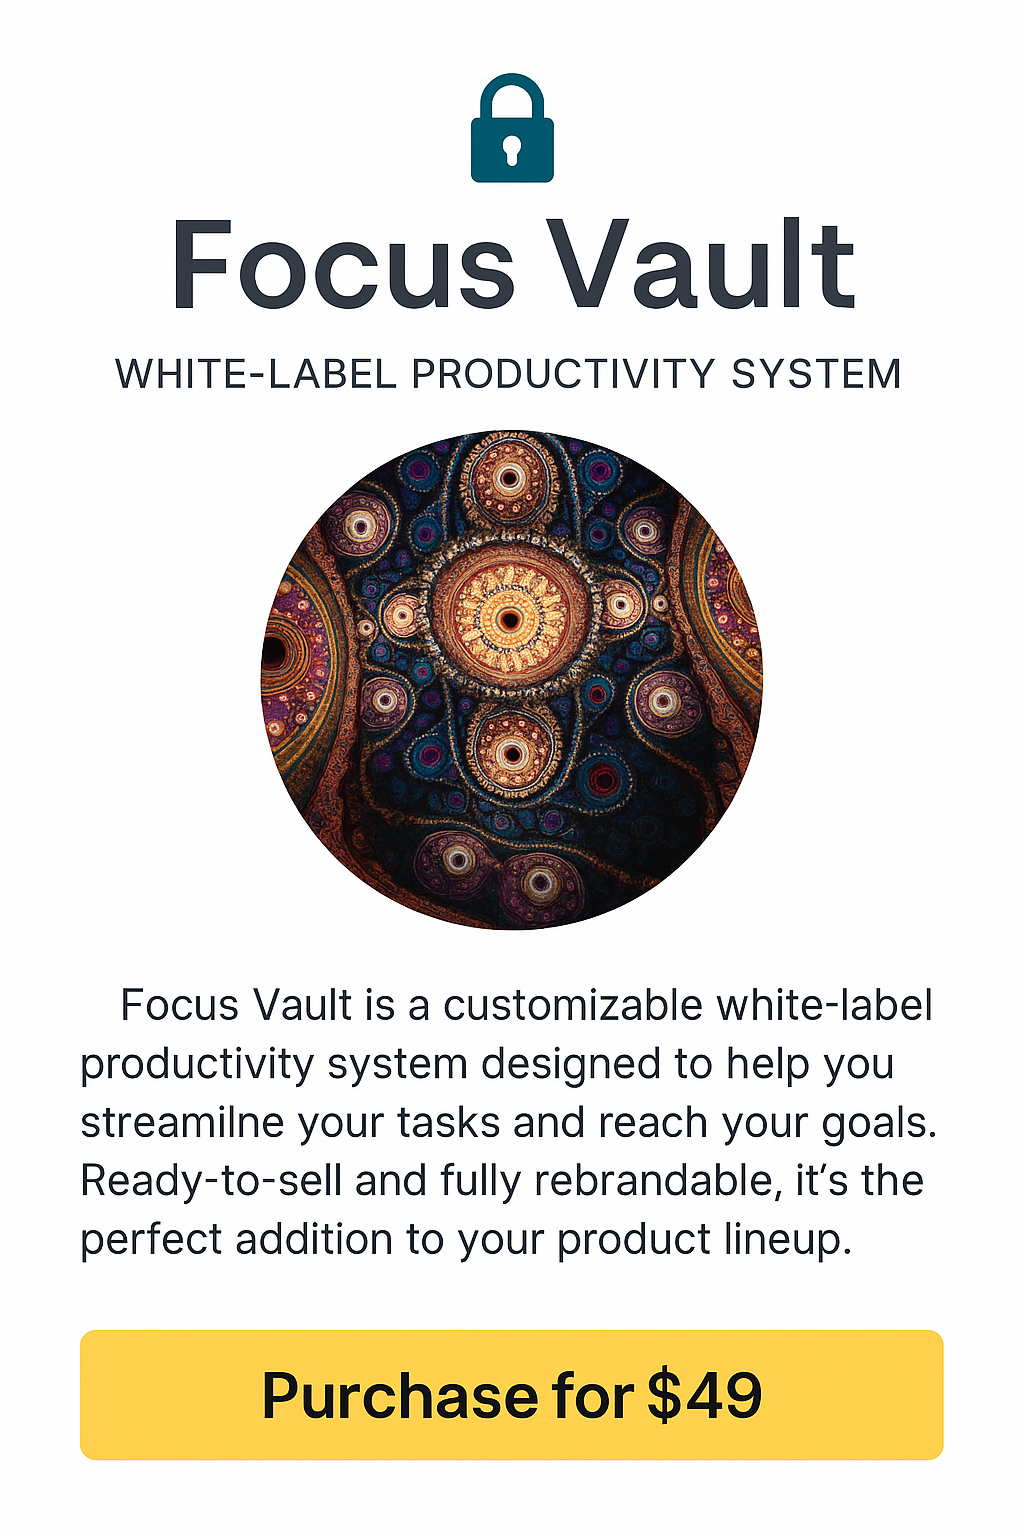 Focus Vault
WHITE-LABEL PRODUCTIVITY SYSTEM
Focus Vault is a customizable white-label
productivity system designed to help you
streamilne your tasks and reach your goals.
Ready-to-sell and fully rebrandable, it’s the
perfect addition to your product lineup.
Purchase for $49